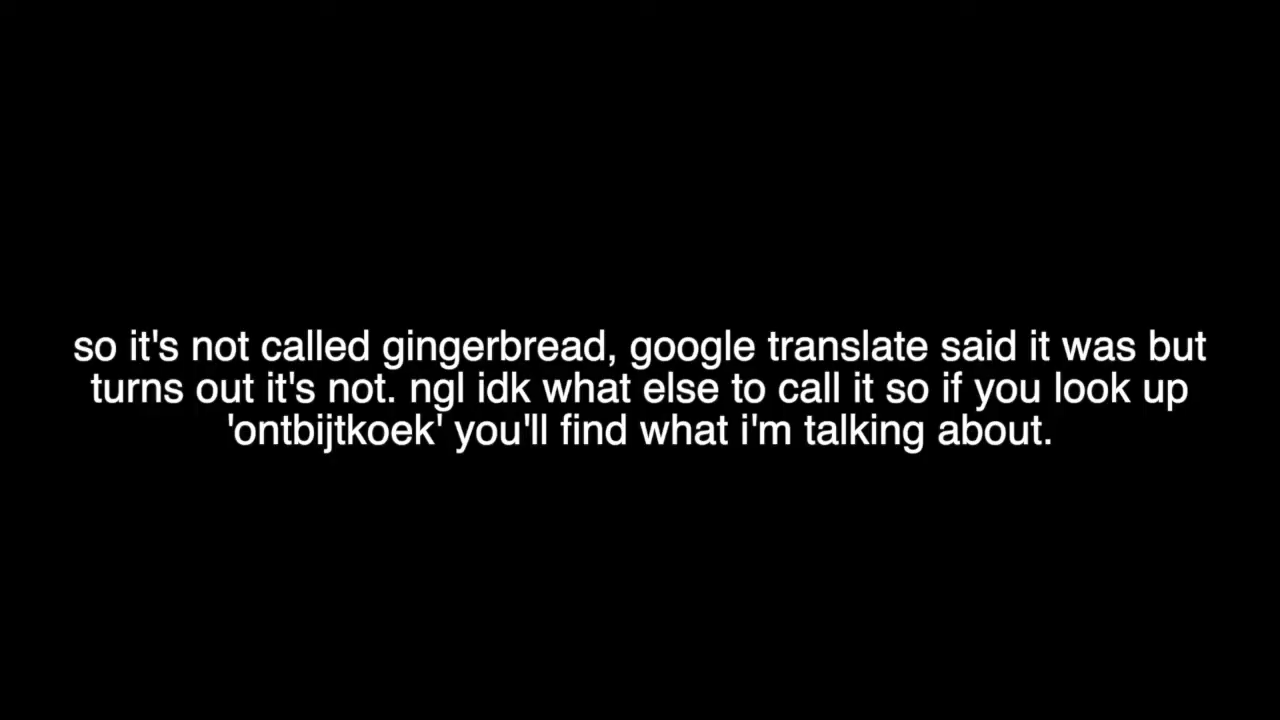 so it's not called gingerbread, google translate said it was but
turns out it's not. ngl idk what else to call it so if you look up
'ontbijtkoek' you'll find what i'm talking about.